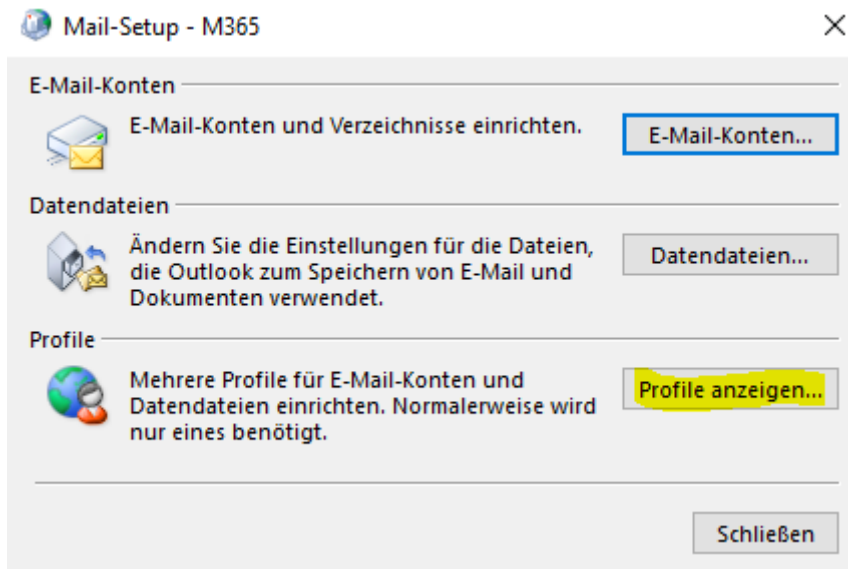 Mail-Setup - M365
E-Mail-Konten
E-Mail-Konten und Verzeichnisse einrichten.
E-Mail-Konten...
Datendateien
Ändern Sie die Einstellungen für die Dateien,
die Outlook zum Speichern von E-Mail und
Dokumenten verwendet.
Datendateien...
Profile
Mehrere Profile für E-Mail-Konten und
Datendateien einrichten. Normalerweise wird
nur eines benötigt.
Profile anzeigen...
Schließen